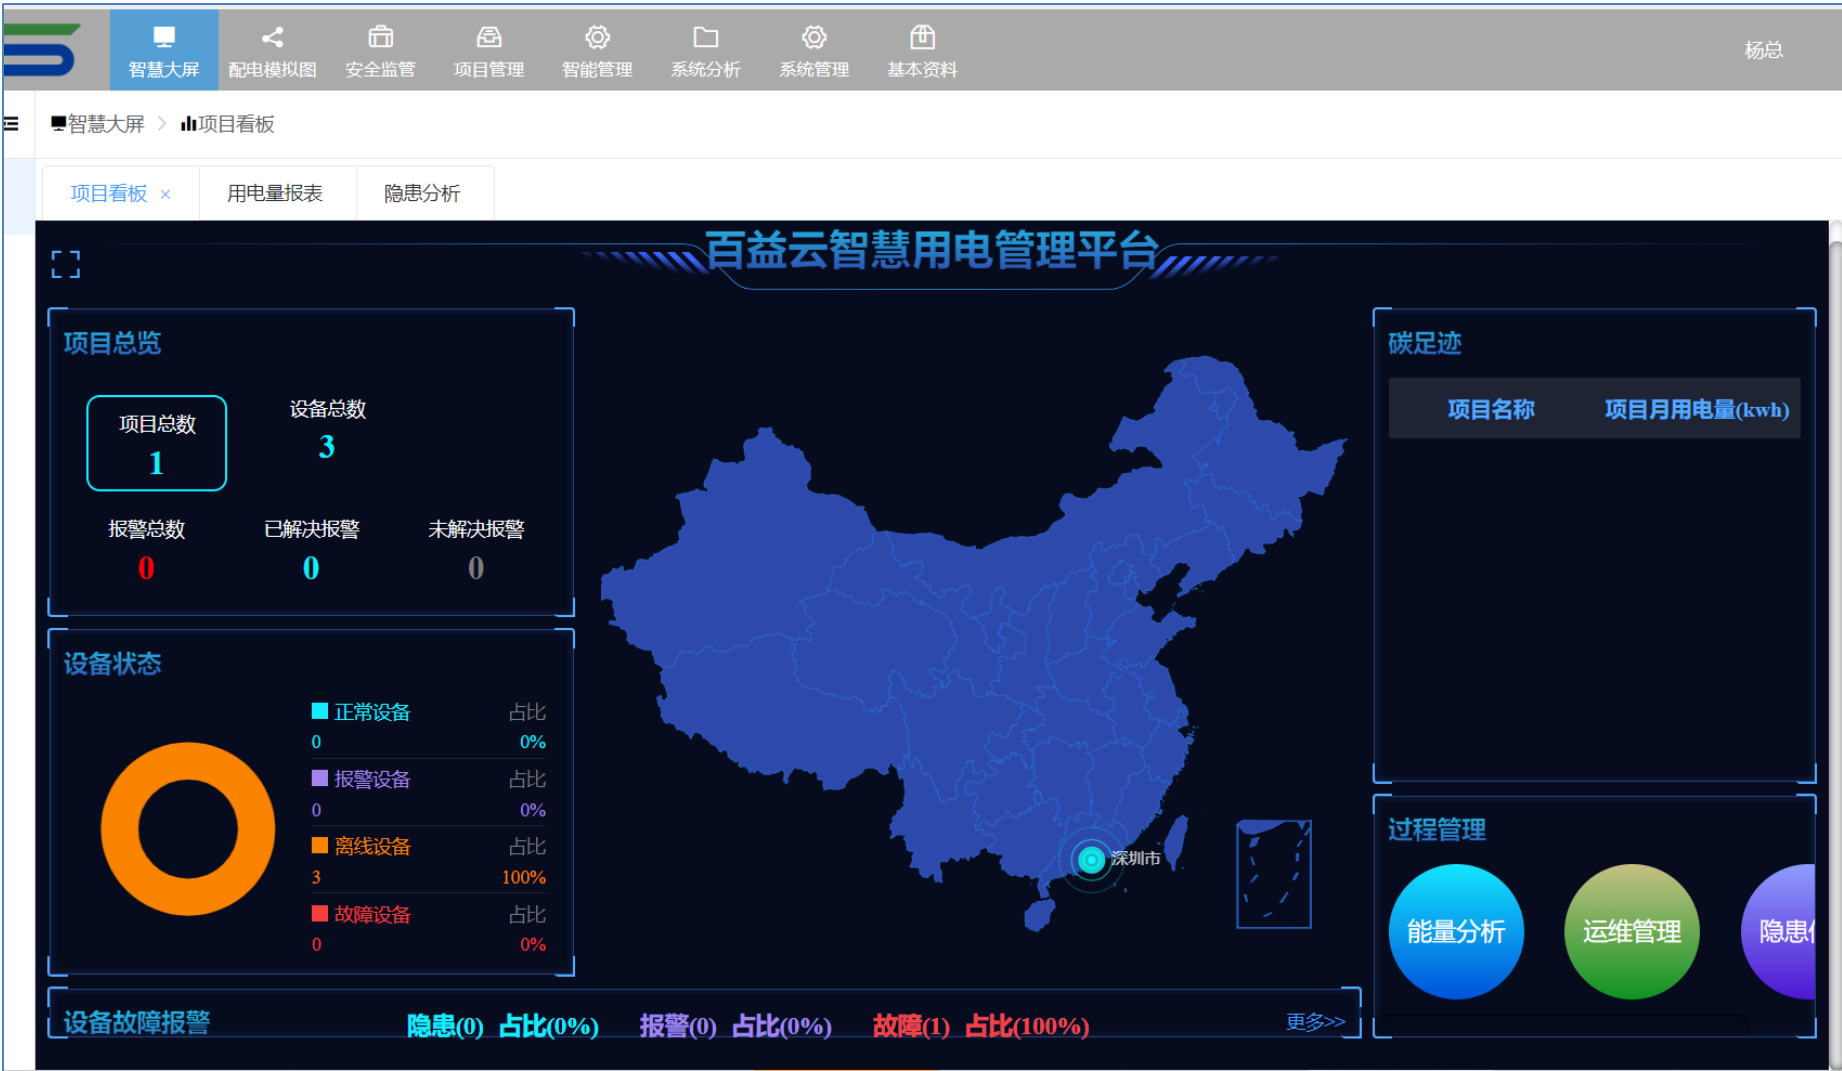 智慧大屏
配电模拟图
安全监管
项目管理
智能管理
系统分析
系统管理
基本资料
杨总
智慧大屏 > 项目看板
项目看板 ×
用电量报表
隐患分析
百益云智慧用电管理平台
项目总览
项目总数
1
设备总数
3
报警总数
0
已解决报警
0
未解决报警
0
设备状态
正常设备 占比
0 0%
报警设备 占比
0 0%
离线设备 占比
3 100%
故障设备 占比
0 0%
深圳市
碳足迹
项目名称 项目月用电量(kwh)
过程管理
能量分析
运维管理
隐患
设备故障报警
隐患(0) 占比(0%)
报警(0) 占比(0%)
故障(1) 占比(100%)
更多>>